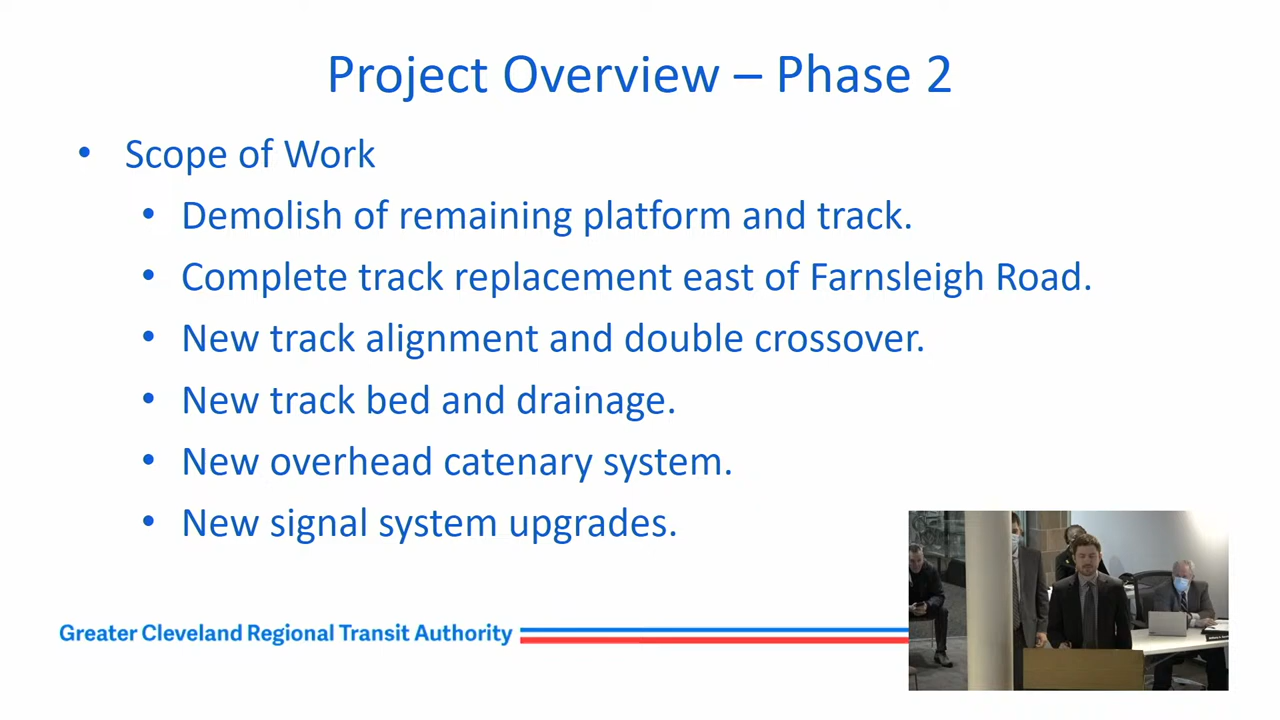 Project Overview – Phase 2
• Scope of Work
• Demolish of remaining platform and track.
• Complete track replacement east of Farnsleigh Road.
• New track alignment and double crossover.
• New track bed and drainage.
• New overhead catenary system.
• New signal system upgrades.
Greater Cleveland Regional Transit Authority